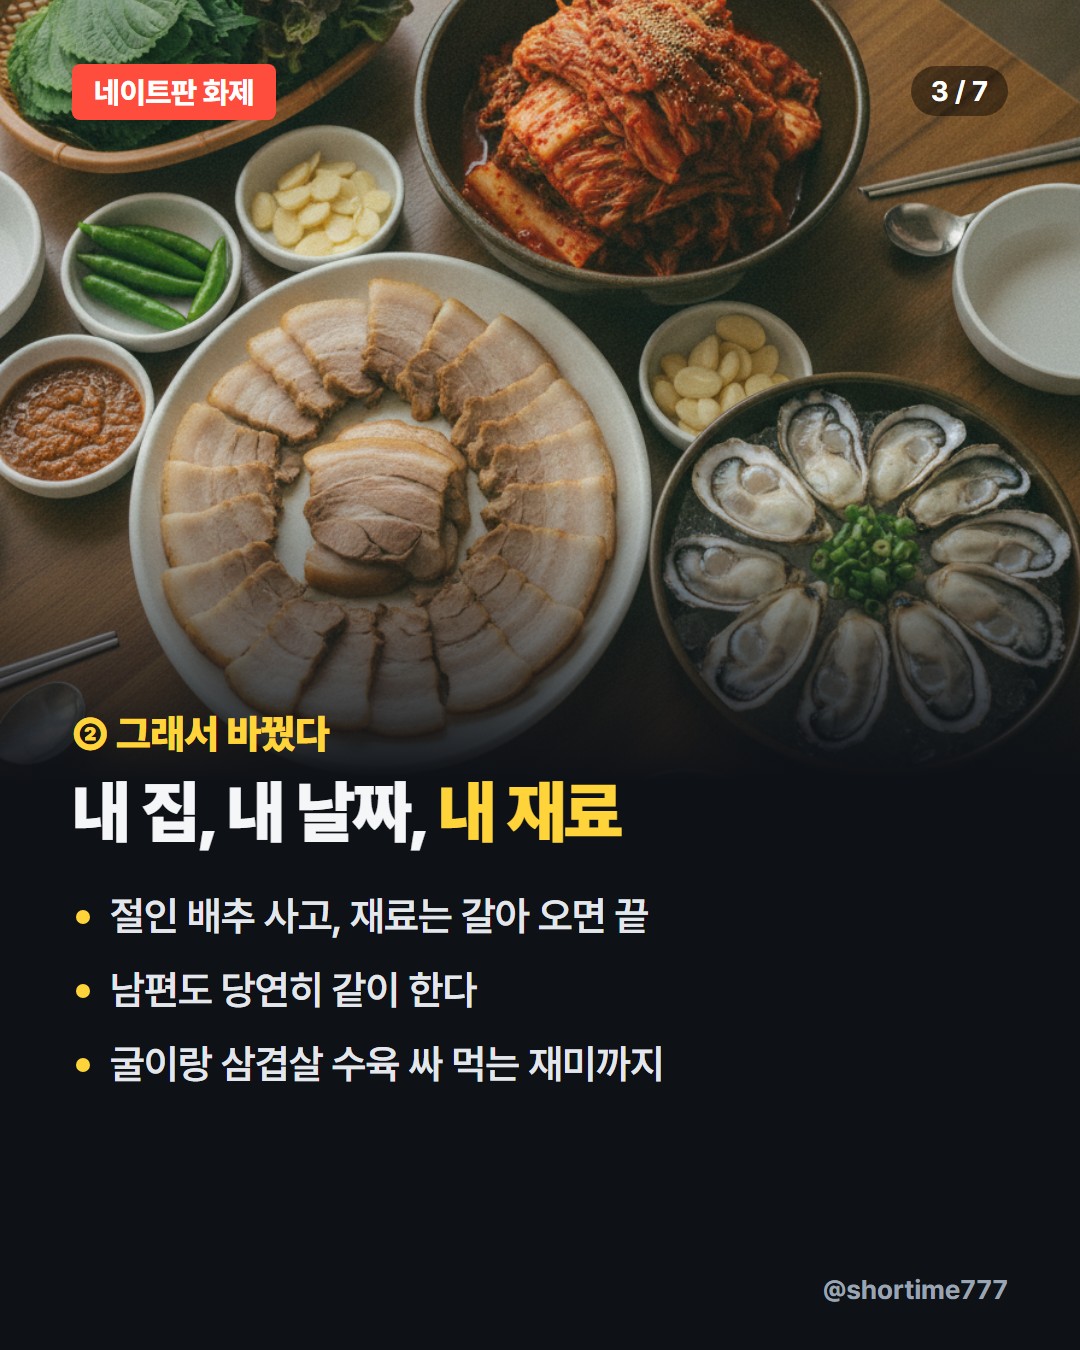 네이트판 화제
3 / 7
② 그래서 바꿨다
내 집, 내 날짜, 내 재료
• 절인 배추 사고, 재료는 갈아 오면 끝
• 남편도 당연히 같이 한다
• 굴이랑 삼겹살 수육 싸 먹는 재미까지
@shortime777